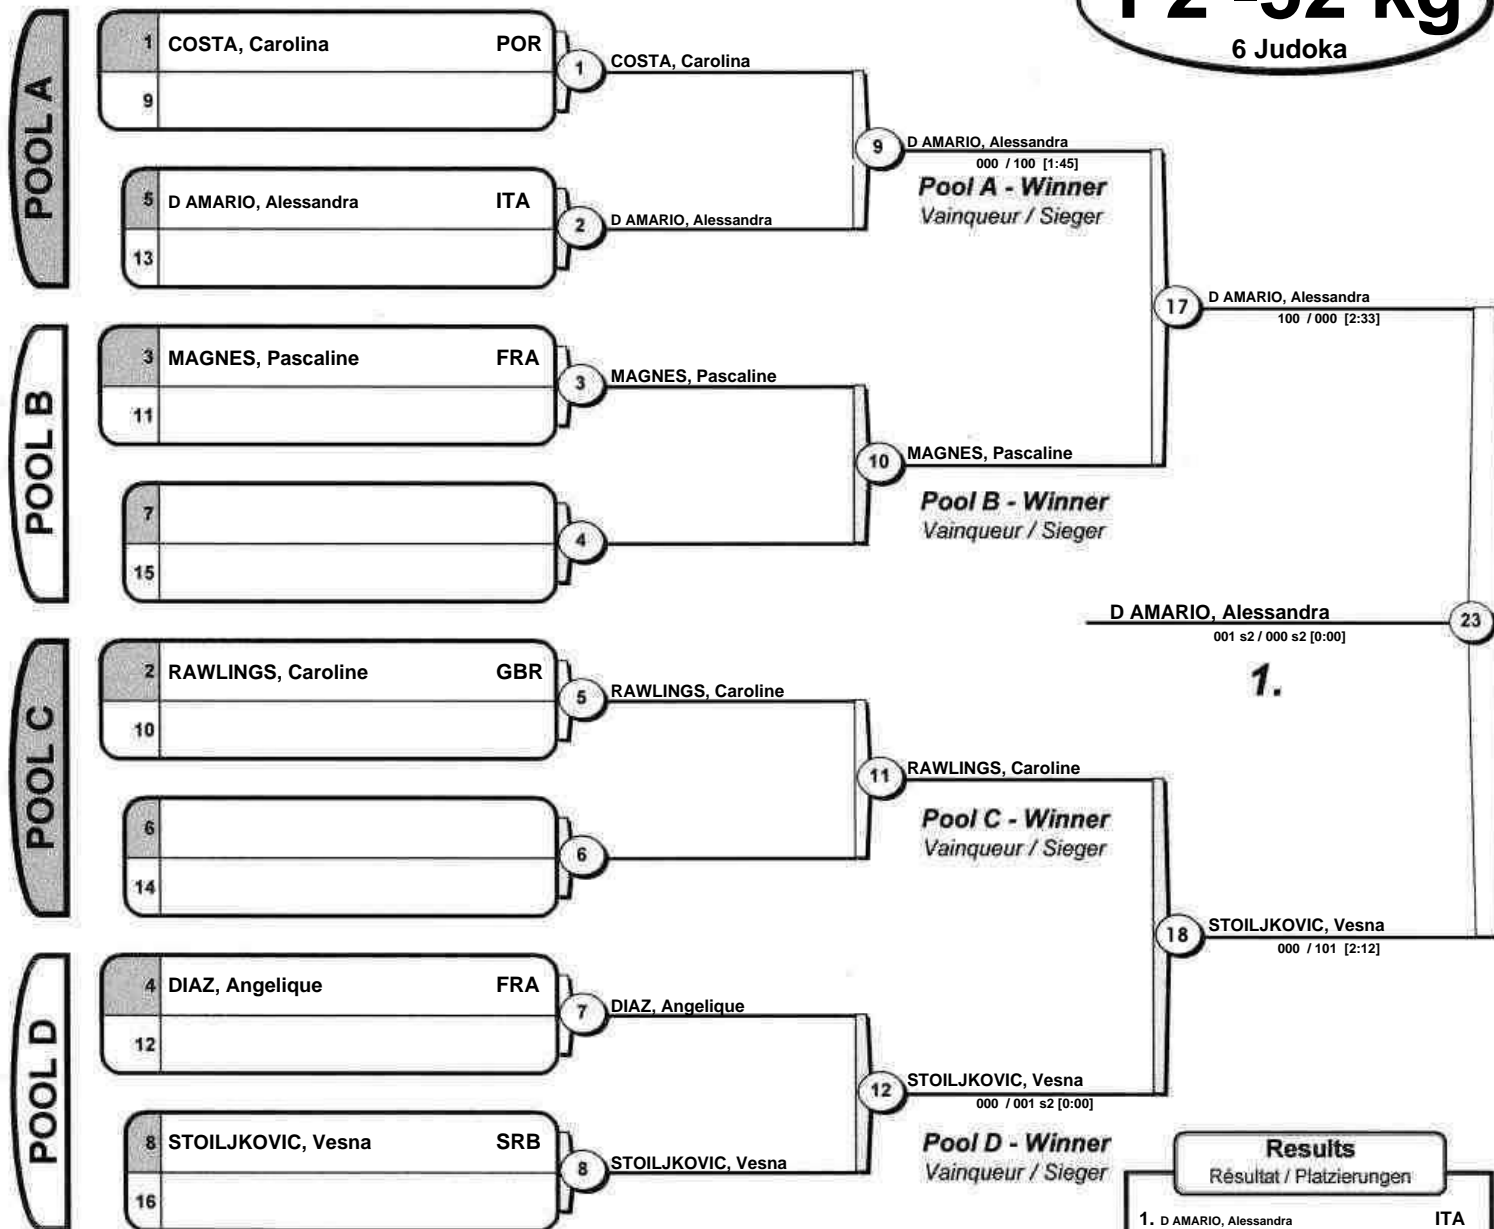 F2 -52 kg
6 Judoka
POOL A
1 COSTA, Carolina POR
9
5 D AMARIO, Alessandra ITA
13
1 COSTA, Carolina
2 D AMARIO, Alessandra
9 D AMARIO, Alessandra
000 / 100 [1:45]
Pool A - Winner
Vainqueur / Sieger
POOL B
3 MAGNES, Pascaline FRA
11
7
15
3 MAGNES, Pascaline
4
10 MAGNES, Pascaline
Pool B - Winner
Vainqueur / Sieger
17 D AMARIO, Alessandra
100 / 000 [2:33]
D AMARIO, Alessandra 23
001 s2 / 000 s2 [0:00]
1.
POOL C
2 RAWLINGS, Caroline GBR
10
6
14
5 RAWLINGS, Caroline
6
11 RAWLINGS, Caroline
Pool C - Winner
Vainqueur / Sieger
18 STOILJKOVIC, Vesna
000 / 101 [2:12]
POOL D
4 DIAZ, Angelique FRA
12
8 STOILJKOVIC, Vesna SRB
16
7 DIAZ, Angelique
8 STOILJKOVIC, Vesna
12 STOILJKOVIC, Vesna
000 / 001 s2 [0:00]
Pool D - Winner
Vainqueur / Sieger
Results
Résultat / Platzierungen
1. D AMARIO, Alessandra ITA